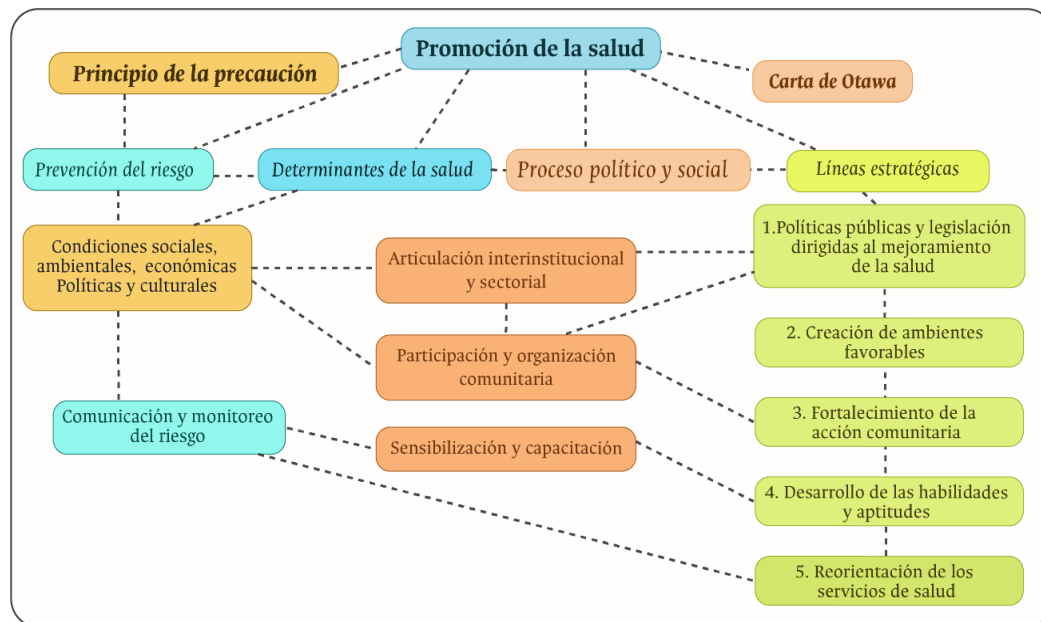 Promoción de la salud
Principio de la precaución
Carta de Otawa
Prevención del riesgo
Determinantes de la salud
Proceso político y social
Líneas estratégicas
Condiciones sociales,
ambientales, económicas
Políticas y culturales
Articulación interinstitucional
y sectorial
1.Políticas públicas y legislación
dirigidas al mejoramiento
de la salud
Participación y organización
comunitaria
2. Creación de ambientes
favorables
Comunicación y monitoreo
del riesgo
Sensibilización y capacitación
3. Fortalecimiento de la
acción comunitaria
4. Desarrollo de las habilidades
y aptitudes
5. Reorientación de los
servicios de salud